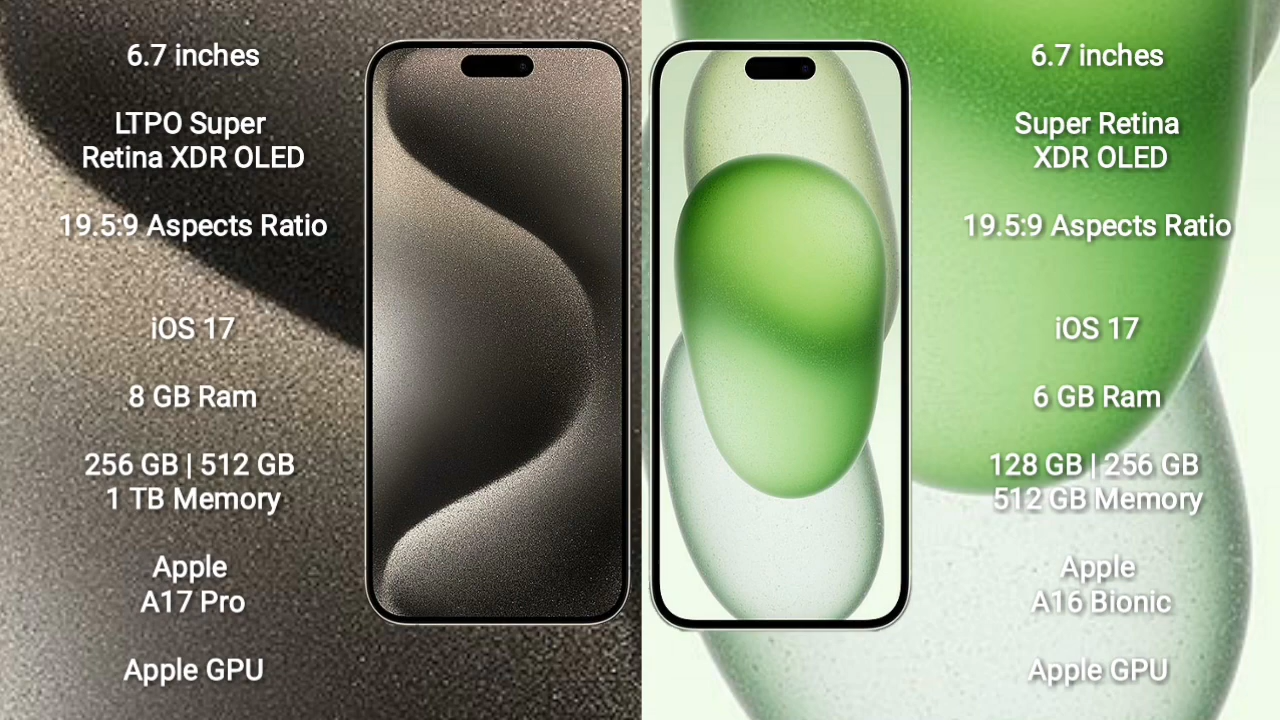 6.7 inches
LTPO Super
Retina XDR OLED
19.5:9 Aspects Ratio
iOS 17
8 GB Ram
256 GB | 512 GB
1 TB Memory
Apple
A17 Pro
Apple GPU
6.7 inches
Super Retina
XDR OLED
19.5:9 Aspects Ratio
iOS 17
6 GB Ram
128 GB | 256 GB
512 GB Memory
Apple
A16 Bionic
Apple GPU